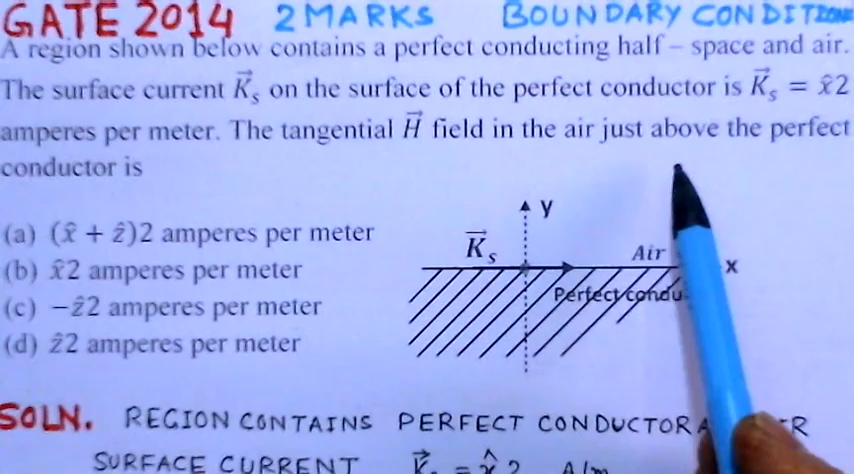 GATE 2014 2 MARKS BOUNDARY CONDITIONS
A region shown below contains a perfect conducting half – space and air.
The surface current K⃗ₛ on the surface of the perfect conductor is K⃗ₛ = x̂2
amperes per meter. The tangential H⃗ field in the air just above the perfect
conductor is
(a) (x̂ + ẑ)2 amperes per meter
(b) x̂2 amperes per meter
(c) −ẑ2 amperes per meter
(d) ẑ2 amperes per meter
y
K⃗ₛ
Air
x
Perfect condu
SOLN. REGION CONTAINS PERFECT CONDUCTOR
SURFACE CURRENT K⃗ = x̂ 2 A/m